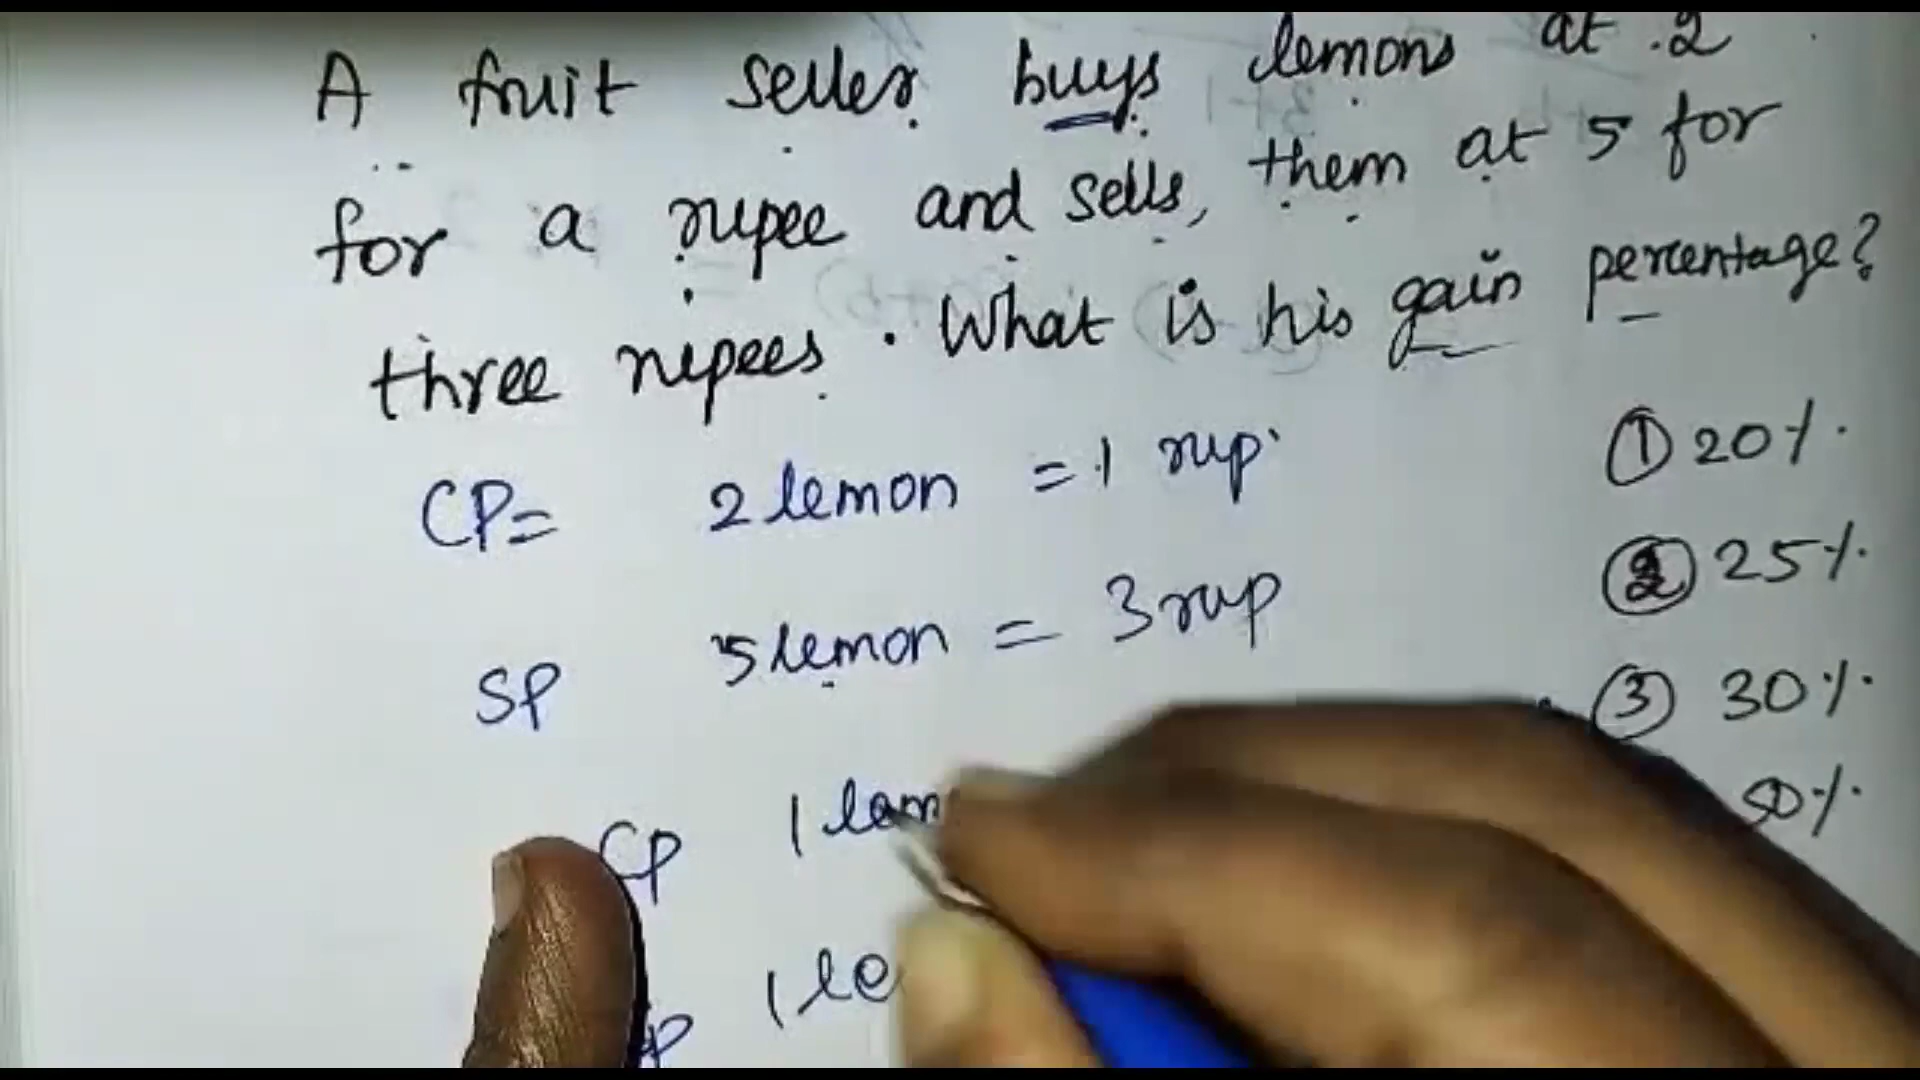 A fruit seller buys lemons at 2
for a rupee and sells, them at 5 for
three rupees. What is his gain percentage?
CP= 2 lemon = 1 rup.
SP 5 lemon = 3 rup
① 20%.
② 25%.
③ 30%.
%.
CP 1
1 le